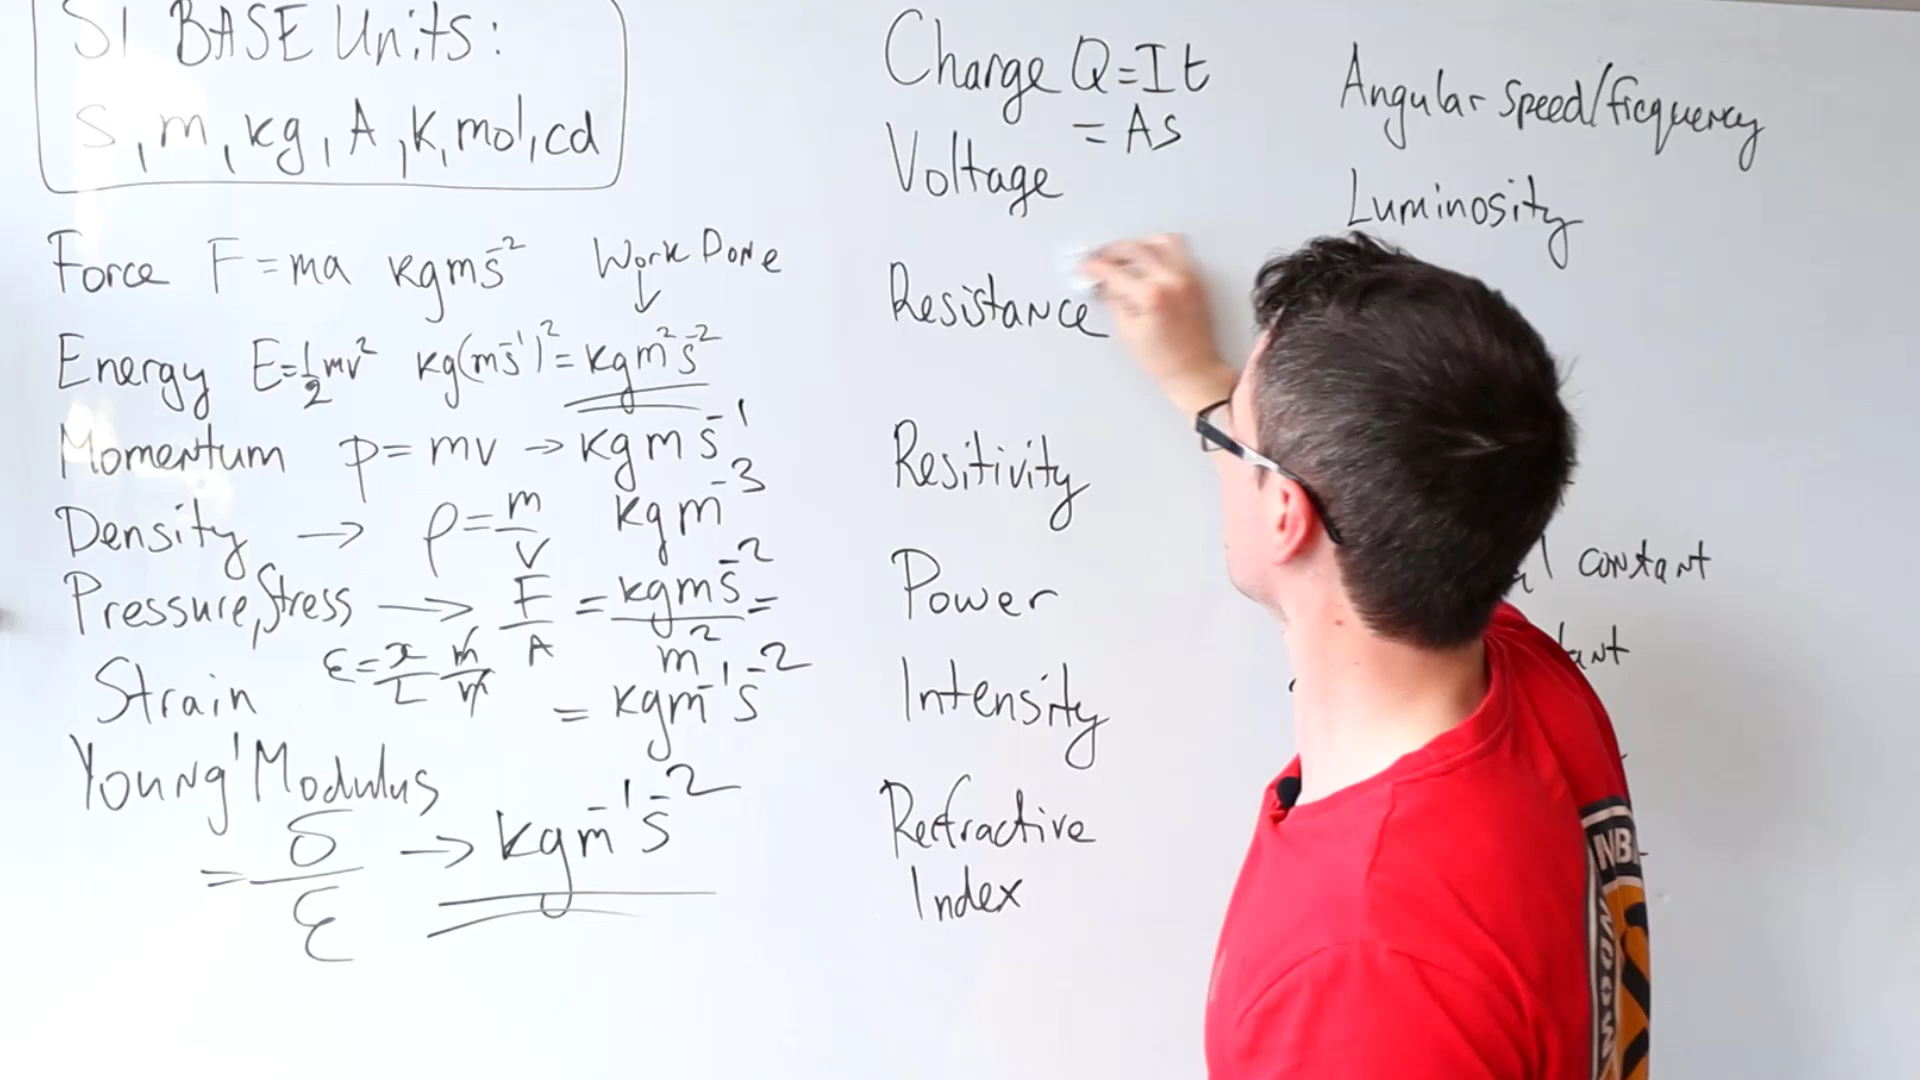 SI BASE Units:
s, m, kg, A, K, mol, cd
Force F = ma kgms⁻²
Work Done
↓
Energy E=½mv² kg(ms⁻¹)² = kgm²s⁻²
Momentum p = mv → kgms⁻¹
Density → ρ = m/V kgm⁻³
Pressure, Stress → F/A = kgms⁻²/m² =
= kgm⁻¹s⁻²
Strain ε = x/L m/m
Young' Modulus
= σ/ε → kgm⁻¹s⁻²
Charge Q = It
= As
Voltage
Resistance
Resitivity
Power
Intensity
Refractive
Index
Angular Speed/frequency
Luminosity
constant